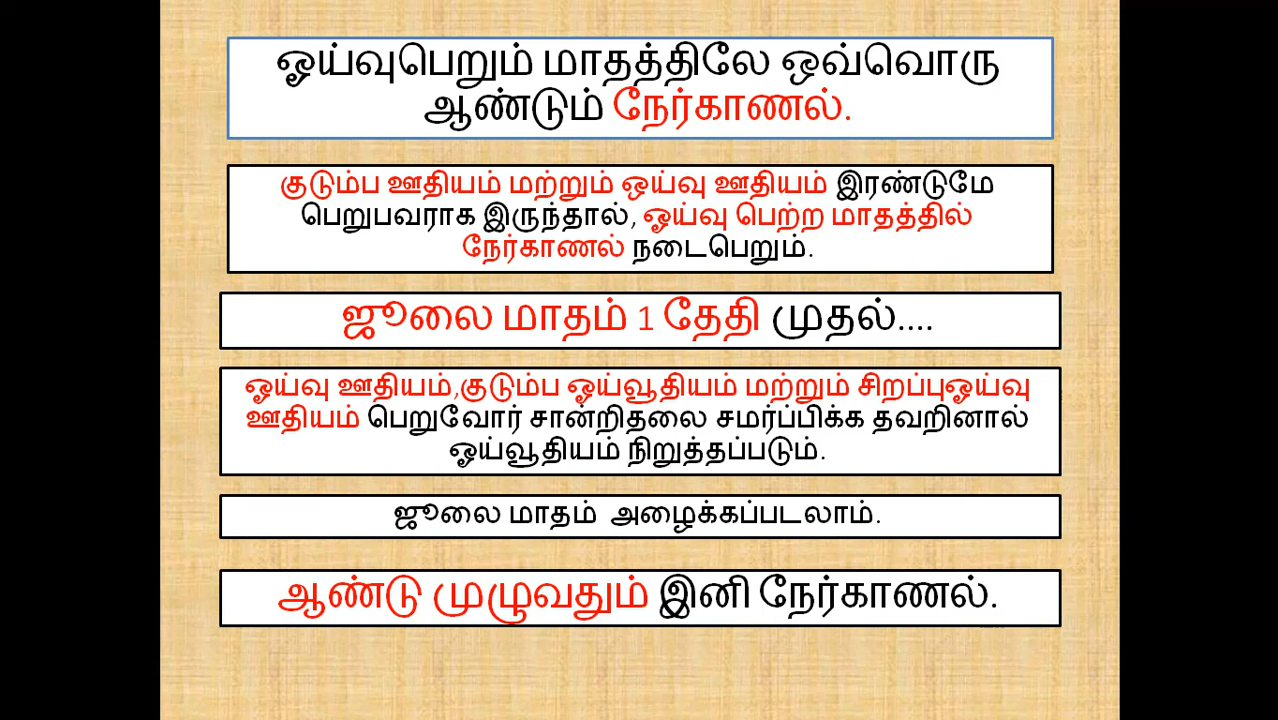 ஓய்வுபெறும் மாதத்திலே ஒவ்வொரு
ஆண்டும் நேர்காணல்.
குடும்ப ஊதியம் மற்றும் ஒய்வு ஊதியம் இரண்டுமே
பெறுபவராக இருந்தால், ஓய்வு பெற்ற மாதத்தில்
நேர்காணல் நடைபெறும்.
ஜூலை மாதம் 1 தேதி முதல்....
ஓய்வு ஊதியம்,குடும்ப ஒய்வூதியம் மற்றும் சிறப்புஓய்வு
ஊதியம் பெறுவோர் சான்றிதலை சமர்ப்பிக்க தவறினால்
ஓய்வூதியம் நிறுத்தப்படும்.
ஜூலை மாதம் அழைக்கப்படலாம்.
ஆண்டு முழுவதும் இனி நேர்காணல்.